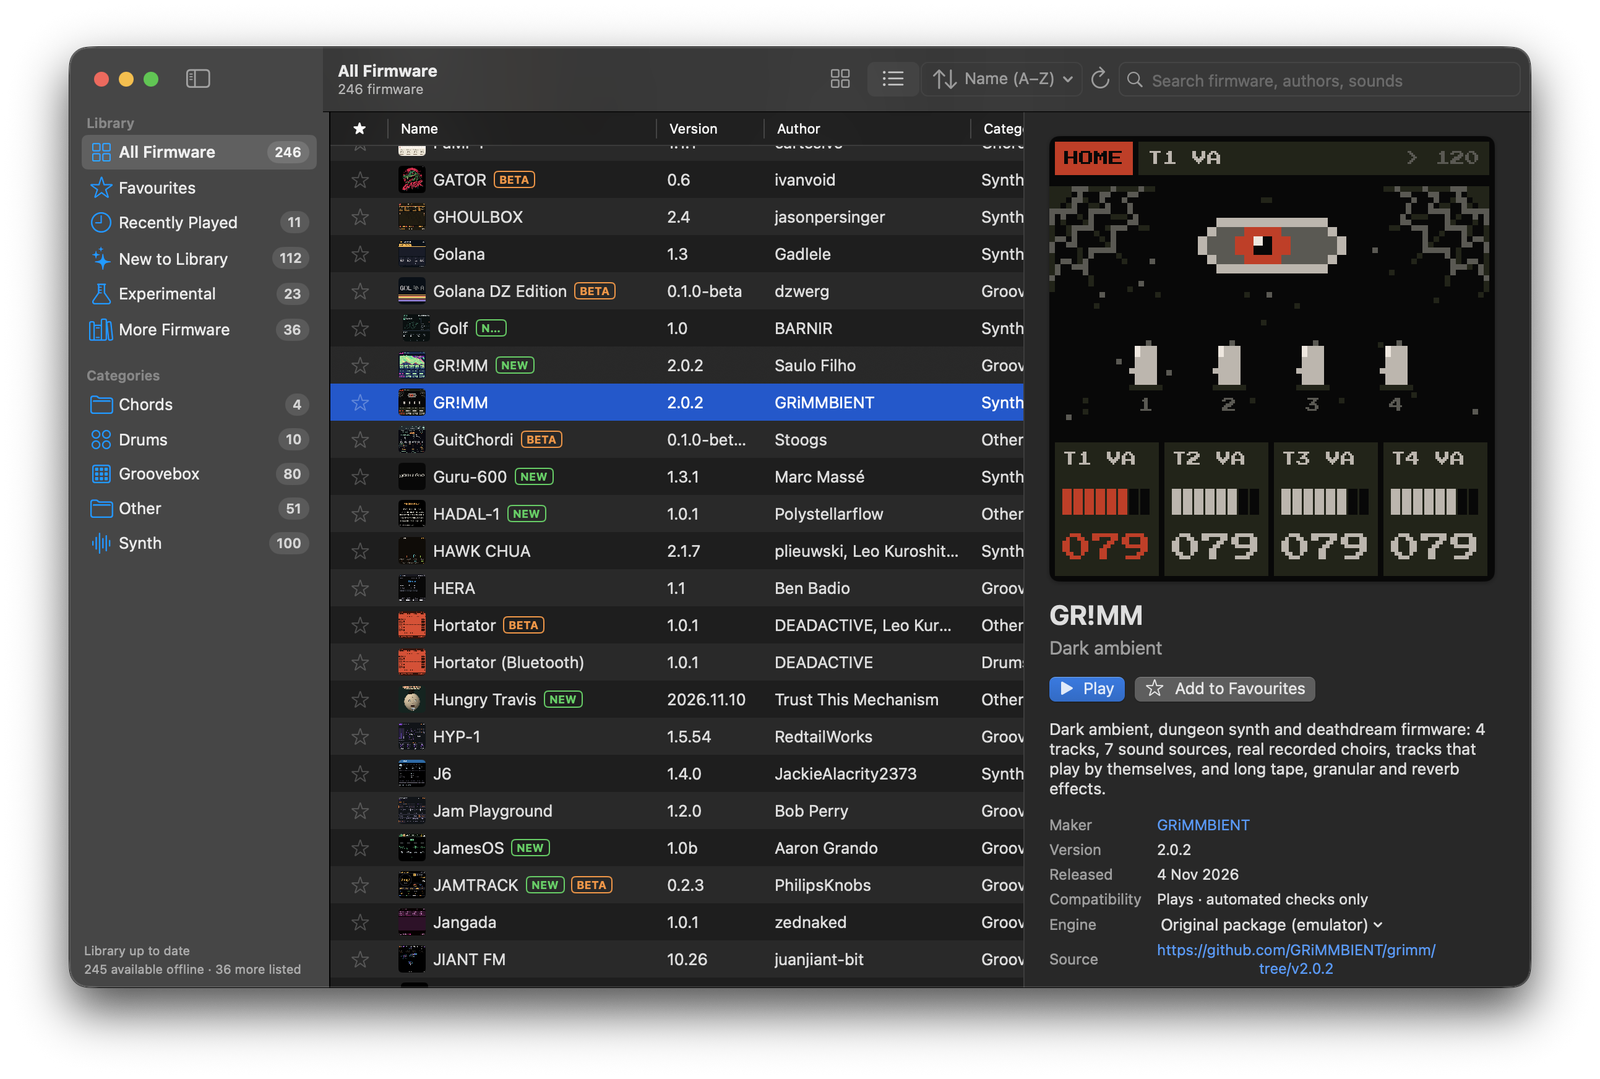 All Firmware
246 firmware
Name (A–Z)
Search firmware, authors, sounds
Library
All Firmware 246
Favourites
Recently Played 11
New to Library 112
Experimental 23
More Firmware 36
Categories
Chords 4
Drums 10
Groovebox 80
Other 51
Synth 100
Library up to date
245 available offline · 36 more listed
★ Name Version Author Categ
GATOR BETA 0.6 ivanvoid Synth
GHOULBOX 2.4 jasonpersinger Synth
Golana 1.3 Gadlele Synth
Golana DZ Edition BETA 0.1.0-beta dzwerg Groov
Golf N... 1.0 BARNIR Synth
GR!MM NEW 2.0.2 Saulo Filho Groov
GR!MM 2.0.2 GRiMMBIENT Synth
GuitChordi BETA 0.1.0-bet... Stoogs Other
Guru-600 NEW 1.3.1 Marc Massé Synth
HADAL-1 NEW 1.0.1 Polystellarflow Other
HAWK CHUA 2.1.7 plieuwski, Leo Kuroshit... Synth
HERA 1.1 Ben Badio Groov
Hortator BETA 1.0.1 DEADACTIVE, Leo Kur... Other
Hortator (Bluetooth) 1.0.1 DEADACTIVE Drums
Hungry Travis NEW 2026.11.10 Trust This Mechanism Other
HYP-1 1.5.54 RedtailWorks Groov
J6 1.4.0 JackieAlacrity2373 Synth
Jam Playground 1.2.0 Bob Perry Groov
JamesOS NEW 1.0b Aaron Grando Groov
JAMTRACK NEW BETA 0.2.3 PhilipsKnobs Groov
Jangada 1.0.1 zednaked Groov
JIANT FM 10.26 juanjiant-bit Groov
HOME T1 VA > 120
1 2 3 4
T1 VA T2 VA T3 VA T4 VA
079 079 079 079
GR!MM
Dark ambient
Play Add to Favourites
Dark ambient, dungeon synth and deathdream firmware: 4
tracks, 7 sound sources, real recorded choirs, tracks that
play by themselves, and long tape, granular and reverb
effects.
Maker GRiMMBIENT
Version 2.0.2
Released 4 Nov 2026
Compatibility Plays · automated checks only
Engine Original package (emulator)
Source https://github.com/GRiMMBIENT/grimm/
tree/v2.0.2